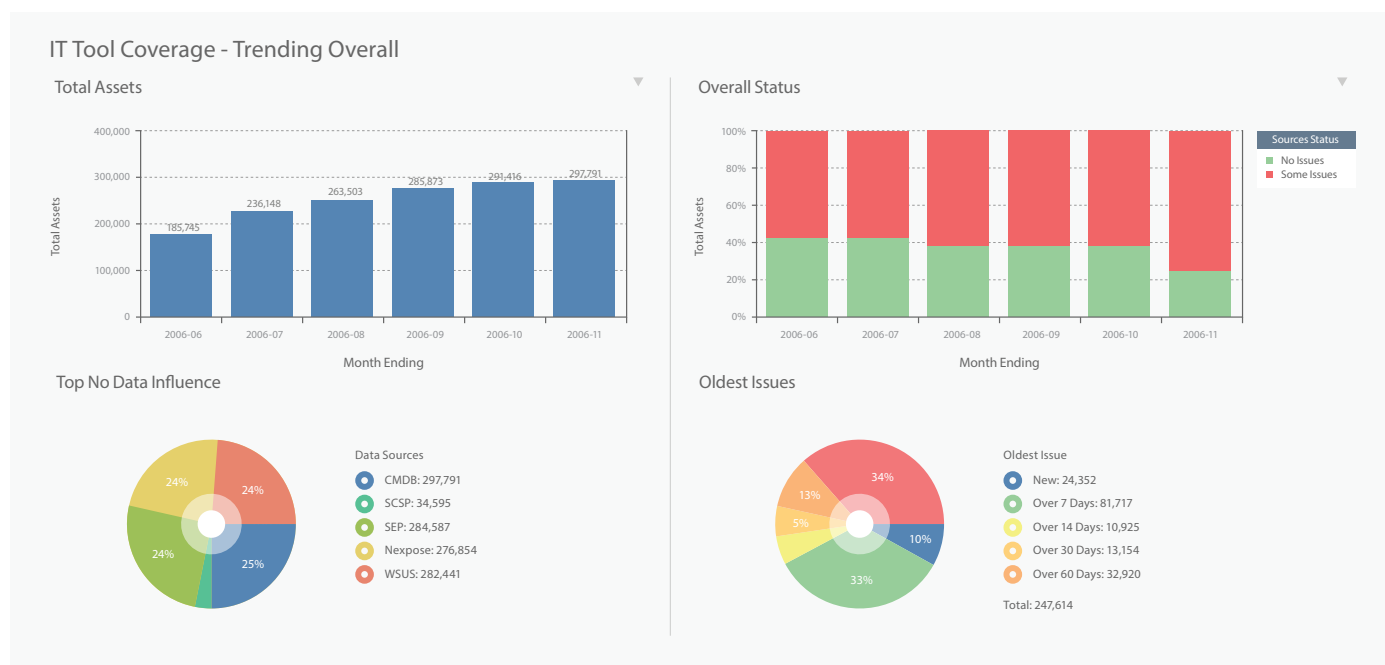 IT Tool Coverage - Trending Overall
Total Assets
▼
400,000
300,000
200,000
100,000
0
Total Assets
185,745
236,148
263,503
285,873
291,416
297,791
2006-06
2006-07
2006-08
2006-09
2006-10
2006-11
Month Ending
Overall Status
▼
100%
80%
60%
40%
20%
0%
Total Assets
2006-06
2006-07
2006-08
2006-09
2006-10
2006-11
Month Ending
Sources Status
No Issues
Some Issues
Top No Data Influence
24%
24%
24%
25%
Data Sources
CMDB: 297,791
SCSP: 34,595
SEP: 284,587
Nexpose: 276,854
WSUS: 282,441
Oldest Issues
34%
13%
5%
10%
33%
Oldest Issue
New: 24,352
Over 7 Days: 81,717
Over 14 Days: 10,925
Over 30 Days: 13,154
Over 60 Days: 32,920
Total: 247,614